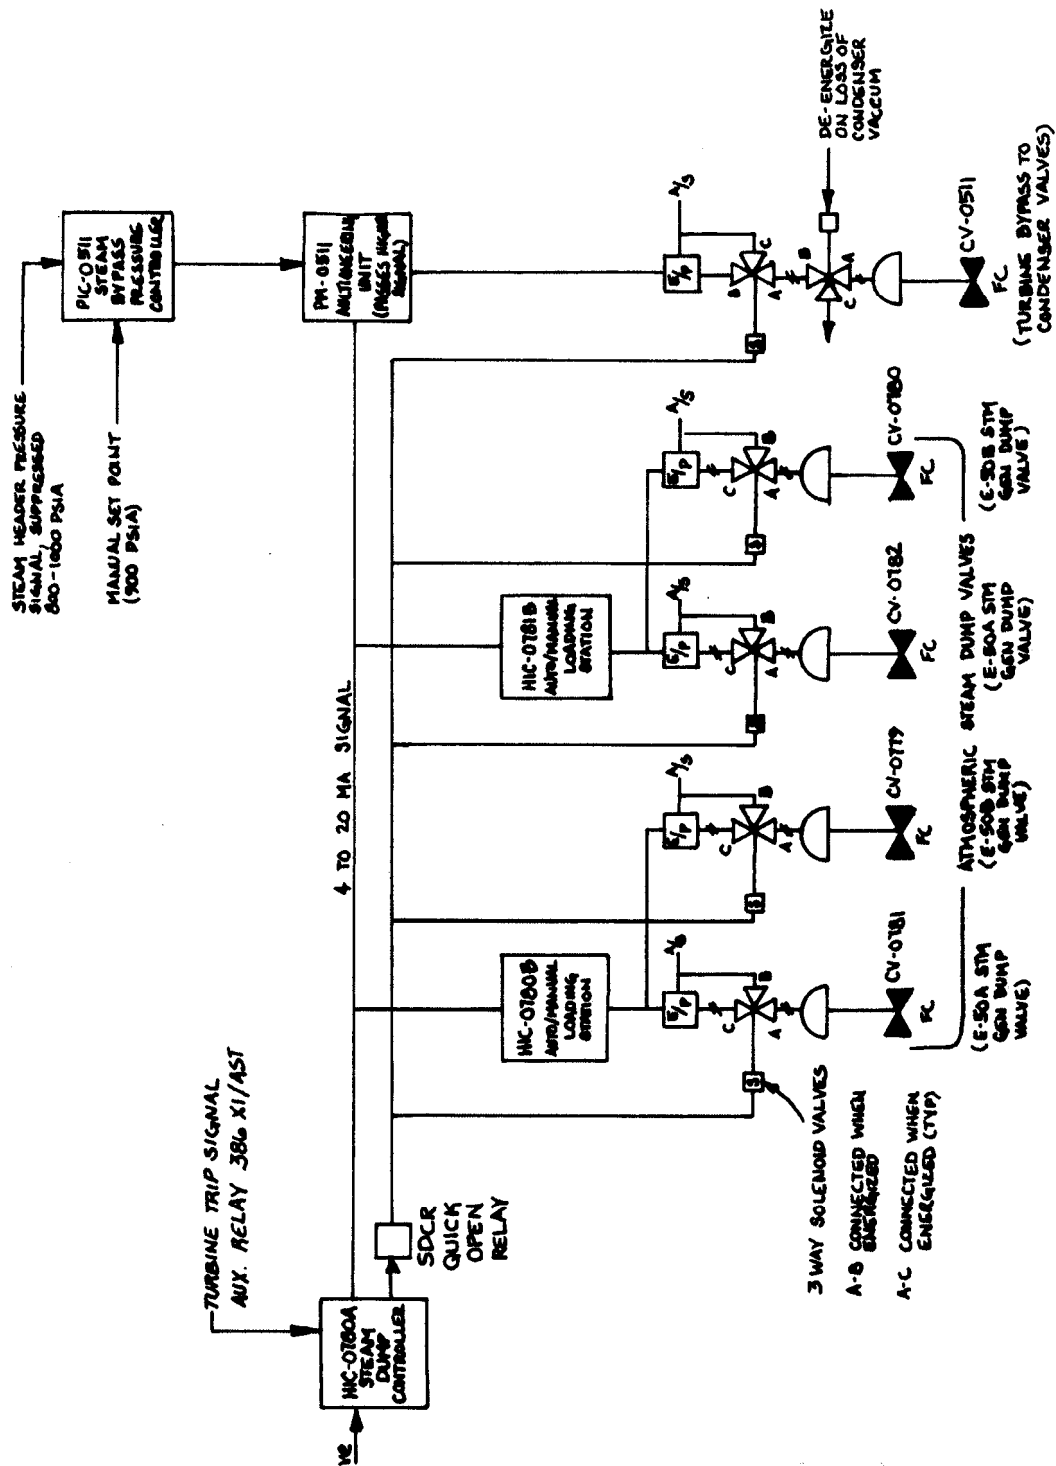 STEAM HEADER PRESSURE
SIGNAL, SUPPRESSED
800-1000 PSIA
MANUAL SET POINT
(900 PSIA)
PIC-0511
STEAM
BYPASS
PRESSURE
CONTROLLER
PM-0511
UNIT
(PASSES HIGHER
SIGNAL)
TURBINE TRIP SIGNAL
AUX. RELAY 386 X1/AST
HIC-0780A
STEAM
DUMP
CONTROLLER
SDCR
QUICK
OPEN
RELAY
4 TO 20 MA SIGNAL
HIC-0780B
AUTO/MANUAL
LOADING
STATION
HIC-0781B
AUTO/MANUAL
LOADING
STATION
E/P
A/S
B
C
A
S
E/P
A/S
B
C
A
S
E/P
A/S
B
C
A
S
E/P
A/S
B
C
A
S
E/P
A/S
B
C
A
S
B
A
C
DE-ENERGIZE
ON LOSS OF
CONDENSER
VACCUM
3 WAY SOLENOID VALVES
A-B CONNECTED WHEN
ENERGIZED
A-C CONNECTED WHEN
ENERGIZED (TYP)
CV-0781
FC
CV-0779
FC
CV-0782
FC
CV-0780
FC
CV-0511
FC
(TURBINE BYPASS TO
CONDENSER VALVES)
ATMOSPHERIC STEAM DUMP VALVES
(E-50A STM
GEN DUMP
VALVE)
(E-50B STM
GEN DUMP
VALVE)
(E-50A STM
GEN DUMP
VALVE)
(E-50B STM
GEN DUMP
VALVE)